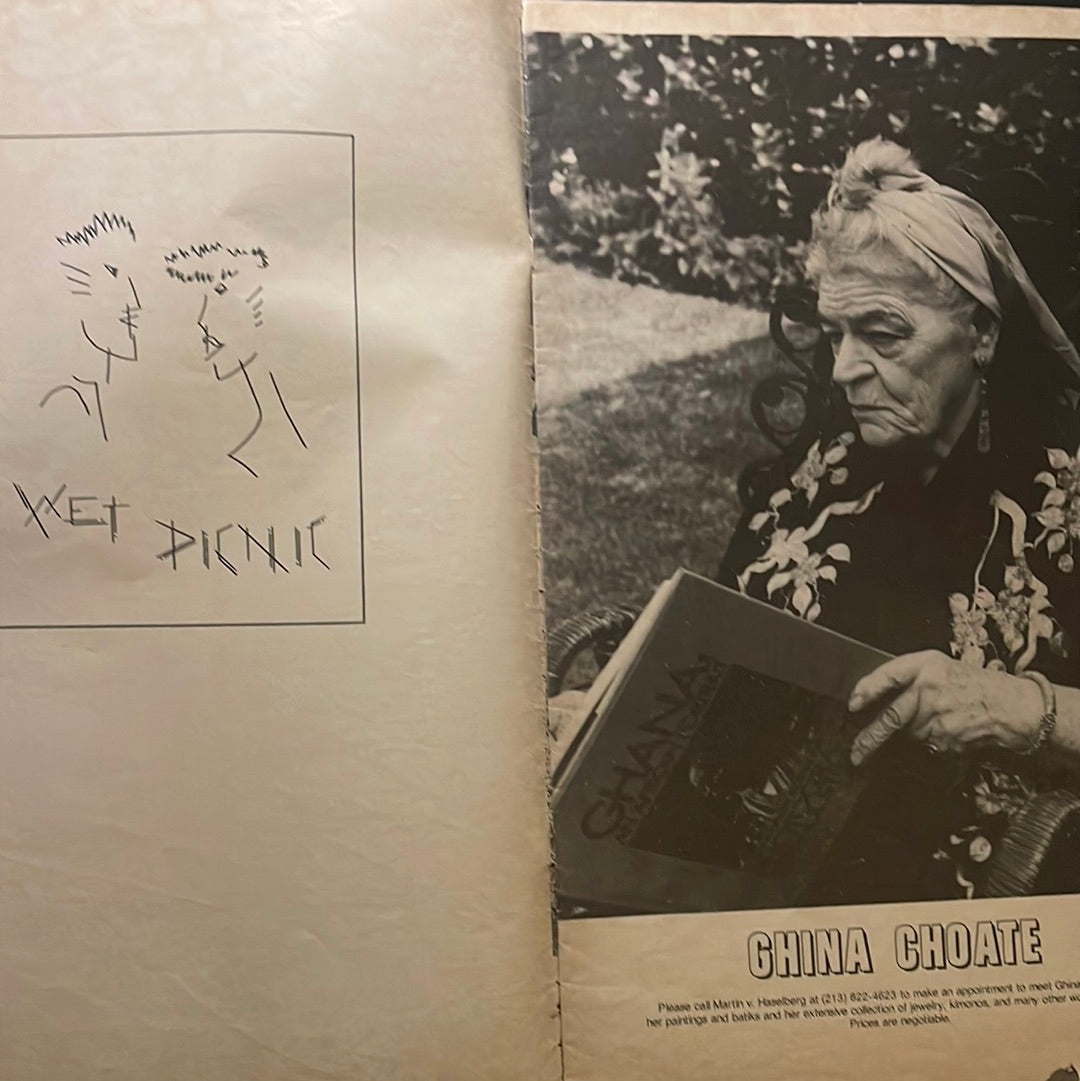 WET
PICNIC
GHANA
GHINA CHOATE
Please call Martin v. Haselberg at (213) 822-4623 to make an appointment to meet Ghina
her paintings and batiks and her extensive collection of jewelry, kimonos, and many other
Prices are negotiable.